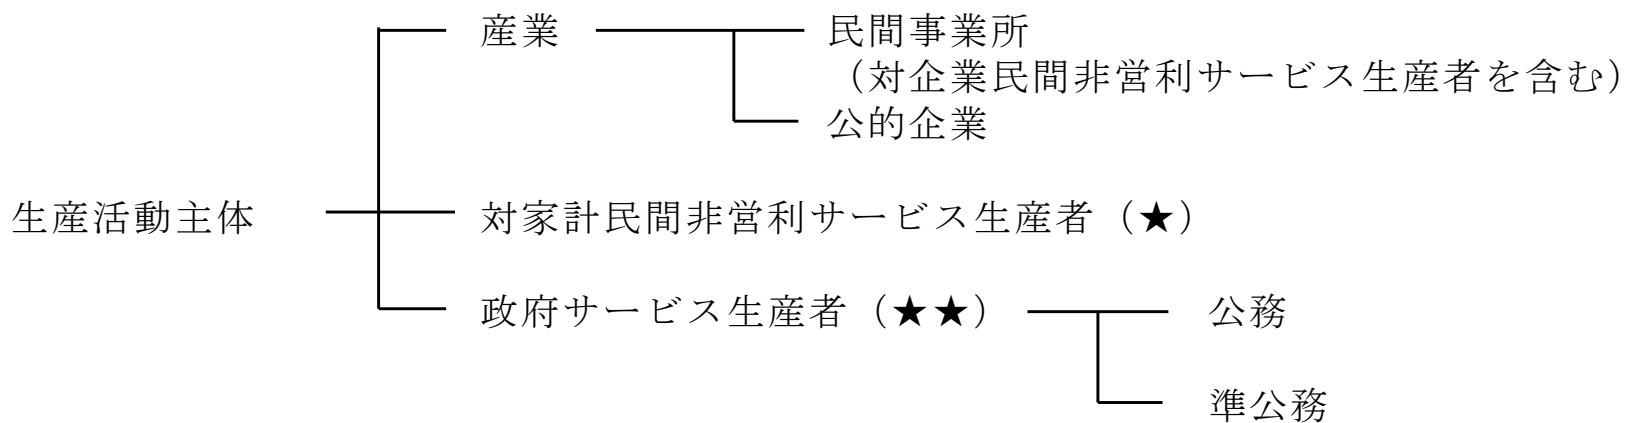 産業
民間事業所
（対企業民間非営利サービス生産者を含む）
公的企業
生産活動主体
対家計民間非営利サービス生産者（★）
政府サービス生産者（★★）
公務
準公務